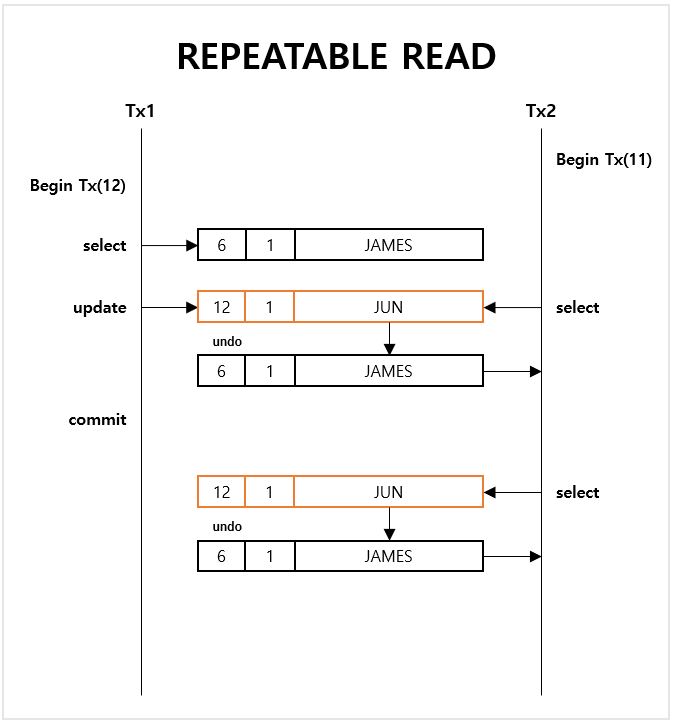 REPEATABLE READ
Tx1 Tx2
Begin Tx(11)
Begin Tx(12)
select 6 1 JAMES
update 12 1 JUN select
undo
6 1 JAMES
commit
12 1 JUN select
undo
6 1 JAMES